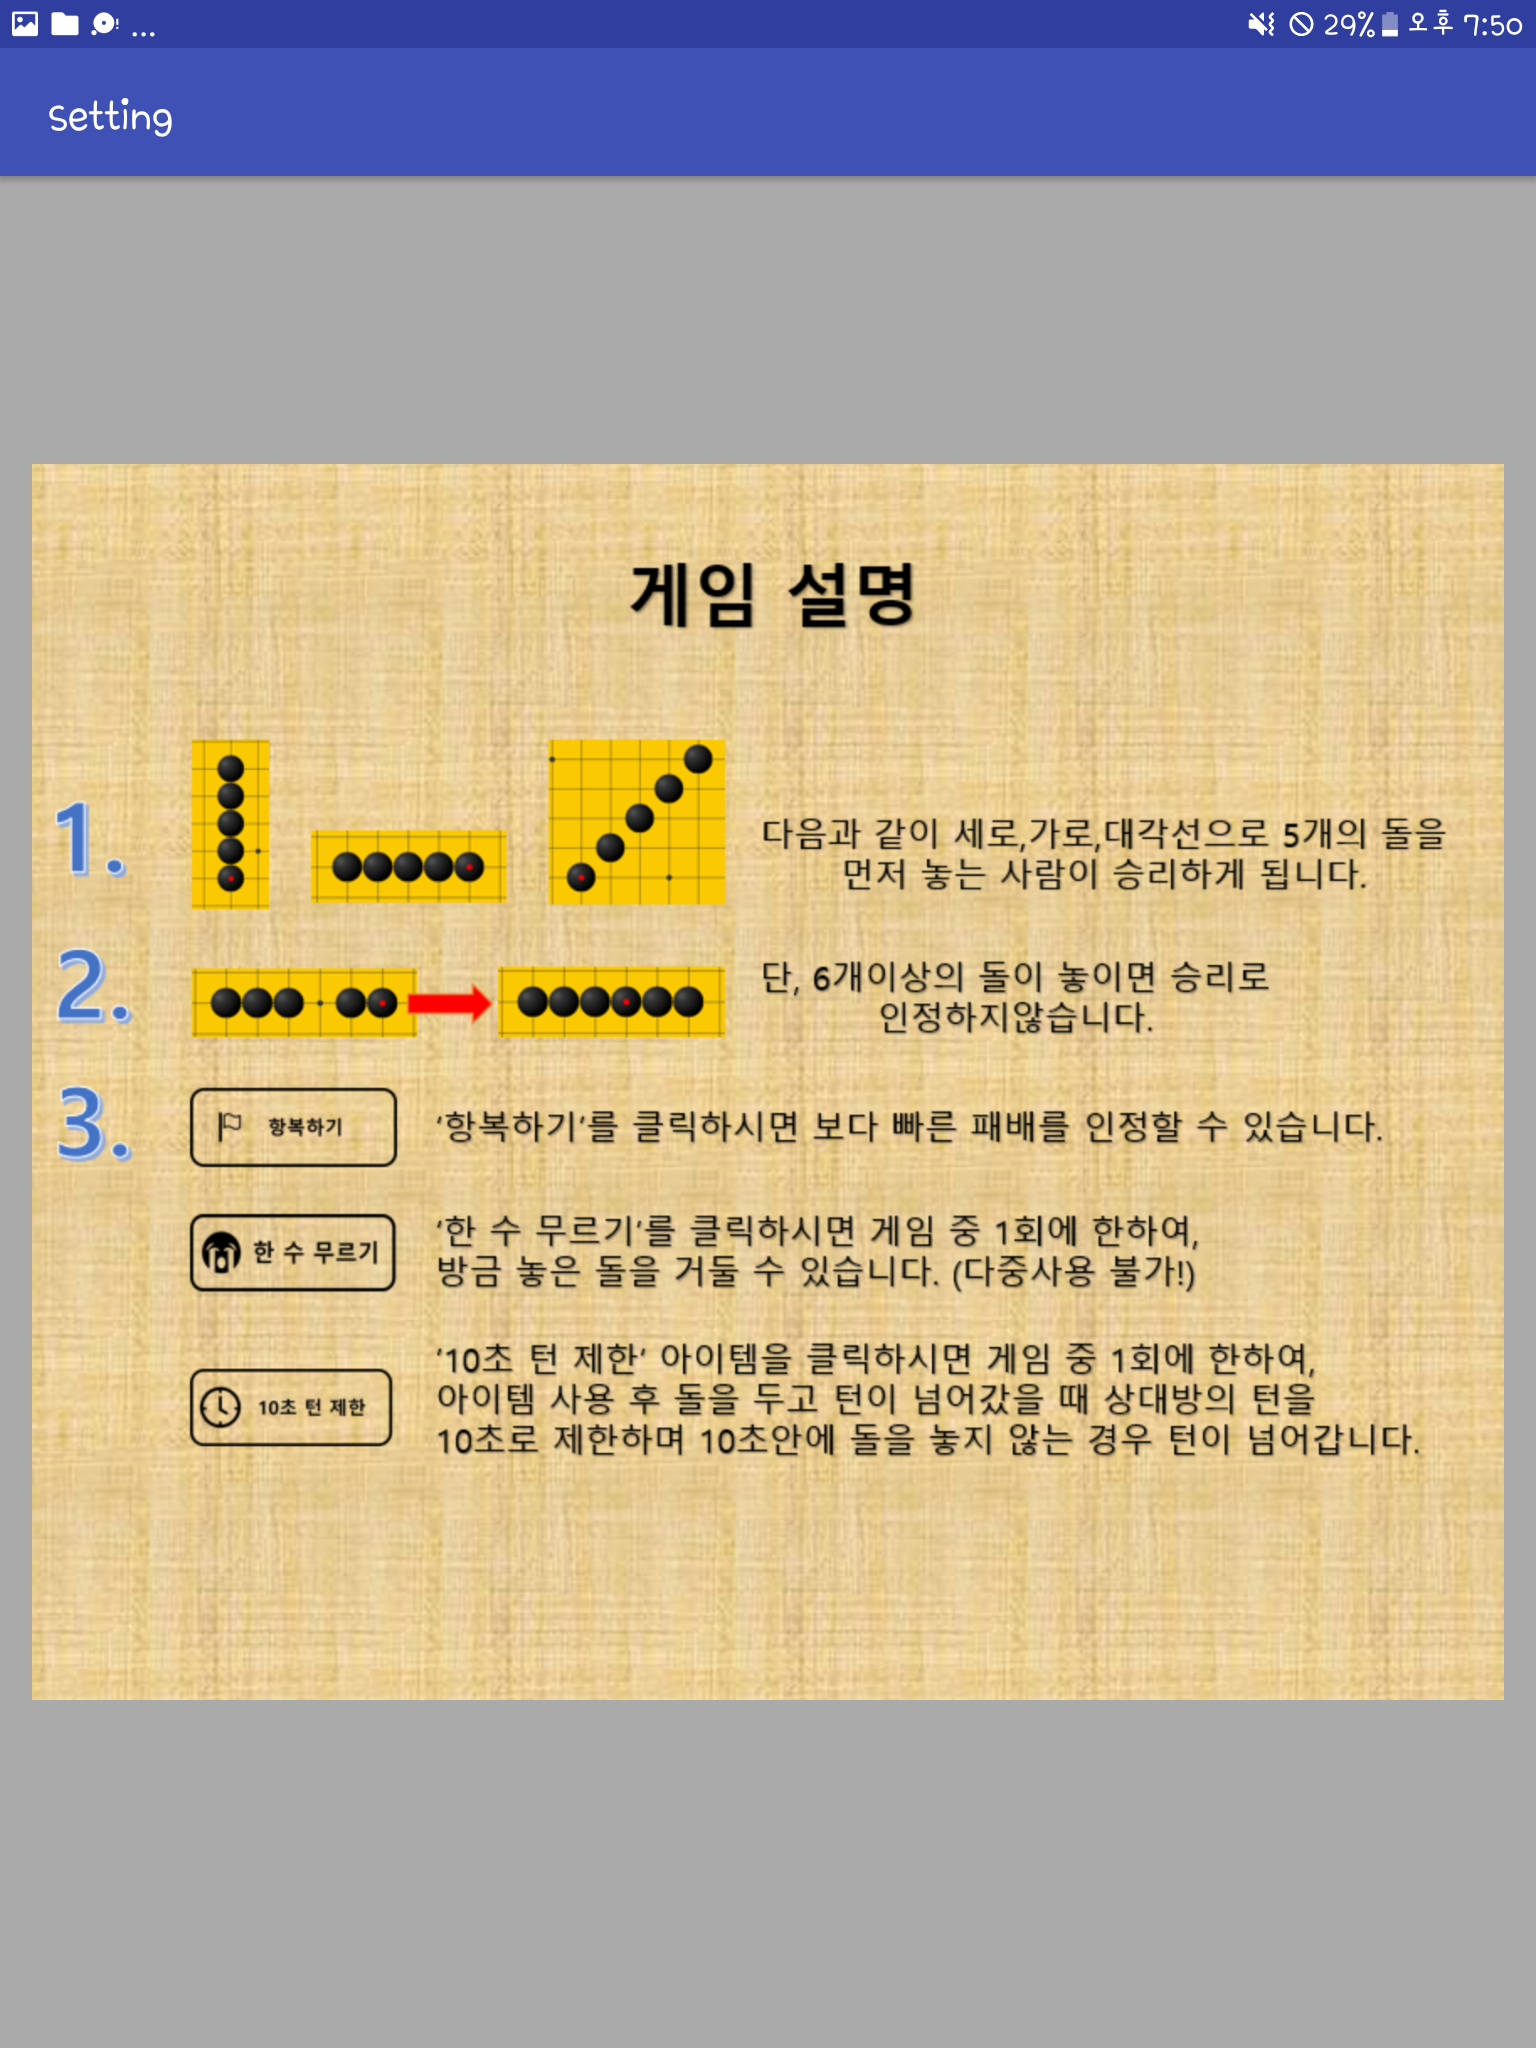 ... 29% 오후 7:50
setting
게임 설명
1. 다음과 같이 세로,가로,대각선으로 5개의 돌을
먼저 놓는 사람이 승리하게 됩니다.
2. 단, 6개이상의 돌이 놓이면 승리로
인정하지않습니다.
3. 항복하기 ‘항복하기’를 클릭하시면 보다 빠른 패배를 인정할 수 있습니다.
한 수 무르기
‘한 수 무르기’를 클릭하시면 게임 중 1회에 한하여,
방금 놓은 돌을 거둘 수 있습니다. (다중사용 불가!)
10초 턴 제한
‘10초 턴 제한‘ 아이템을 클릭하시면 게임 중 1회에 한하여,
아이템 사용 후 돌을 두고 턴이 넘어갔을 때 상대방의 턴을
10초로 제한하며 10초안에 돌을 놓지 않는 경우 턴이 넘어갑니다.